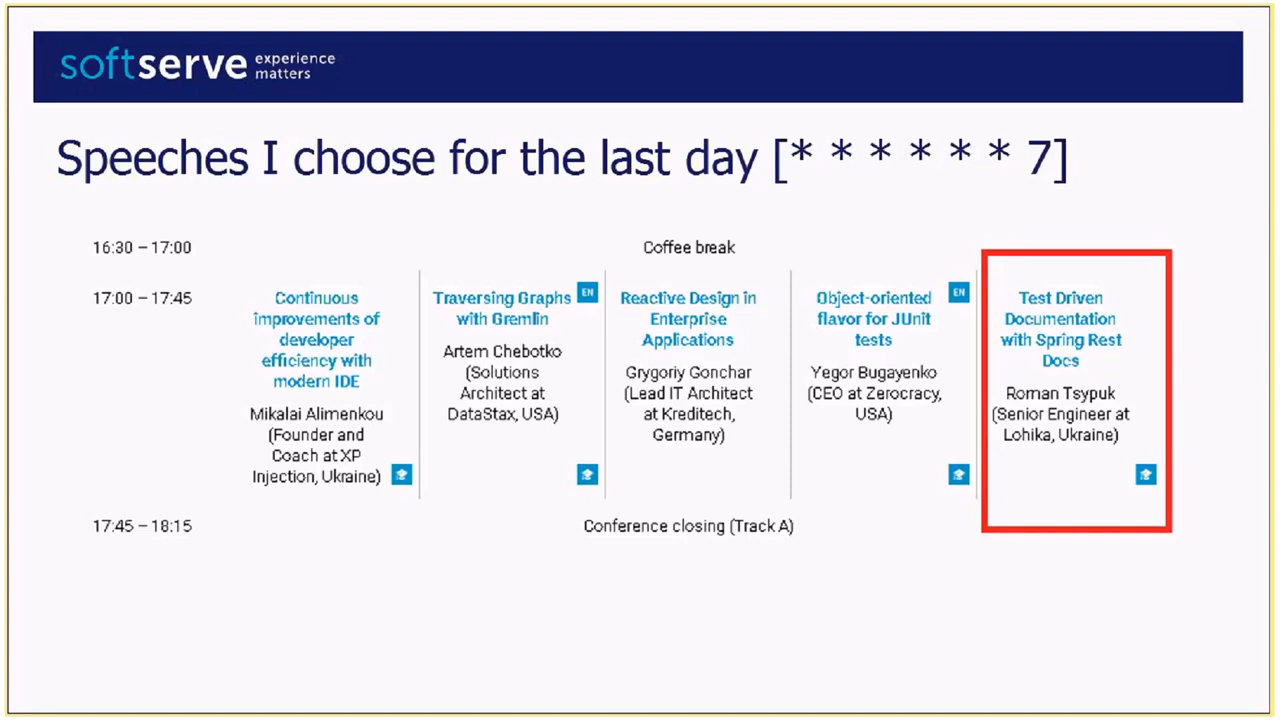 softserve experience matters
Speeches I choose for the last day [* * * * * * 7]
16:30 – 17:00
Coffee break
17:00 – 17:45
Continuous
improvements of
developer
efficiency with
modern IDE
Mikalai Alimenkou
(Founder and
Coach at XP
Injection, Ukraine)
EN
Traversing Graphs
with Gremlin
Artem Chebotko
(Solutions
Architect at
DataStax, USA)
Reactive Design in
Enterprise
Applications
Grygoriy Gonchar
(Lead IT Architect
at Kreditech,
Germany)
EN
Object-oriented
flavor for JUnit
tests
Yegor Bugayenko
(CEO at Zerocracy,
USA)
Test Driven
Documentation
with Spring Rest
Docs
Roman Tsypuk
(Senior Engineer at
Lohika, Ukraine)
17:45 – 18:15
Conference closing (Track A)